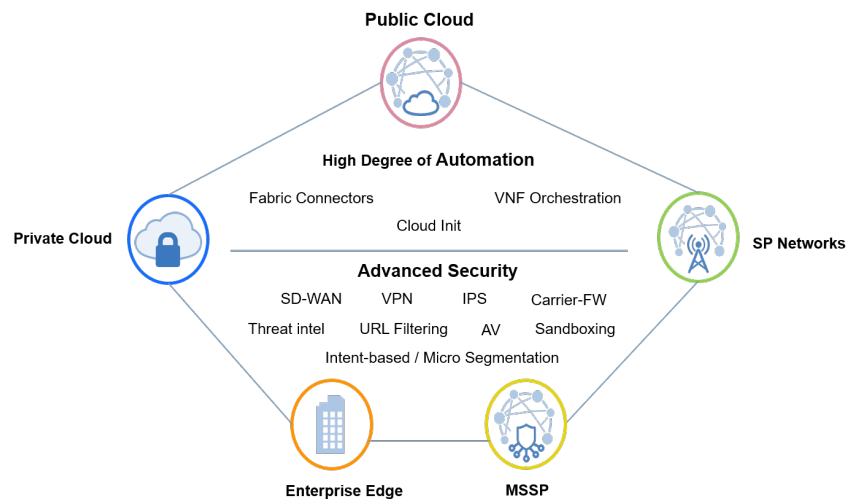 Public Cloud
High Degree of Automation
Fabric Connectors VNF Orchestration
Cloud Init
Private Cloud
SP Networks
Advanced Security
SD-WAN VPN IPS Carrier-FW
Threat intel URL Filtering AV Sandboxing
Intent-based / Micro Segmentation
Enterprise Edge MSSP